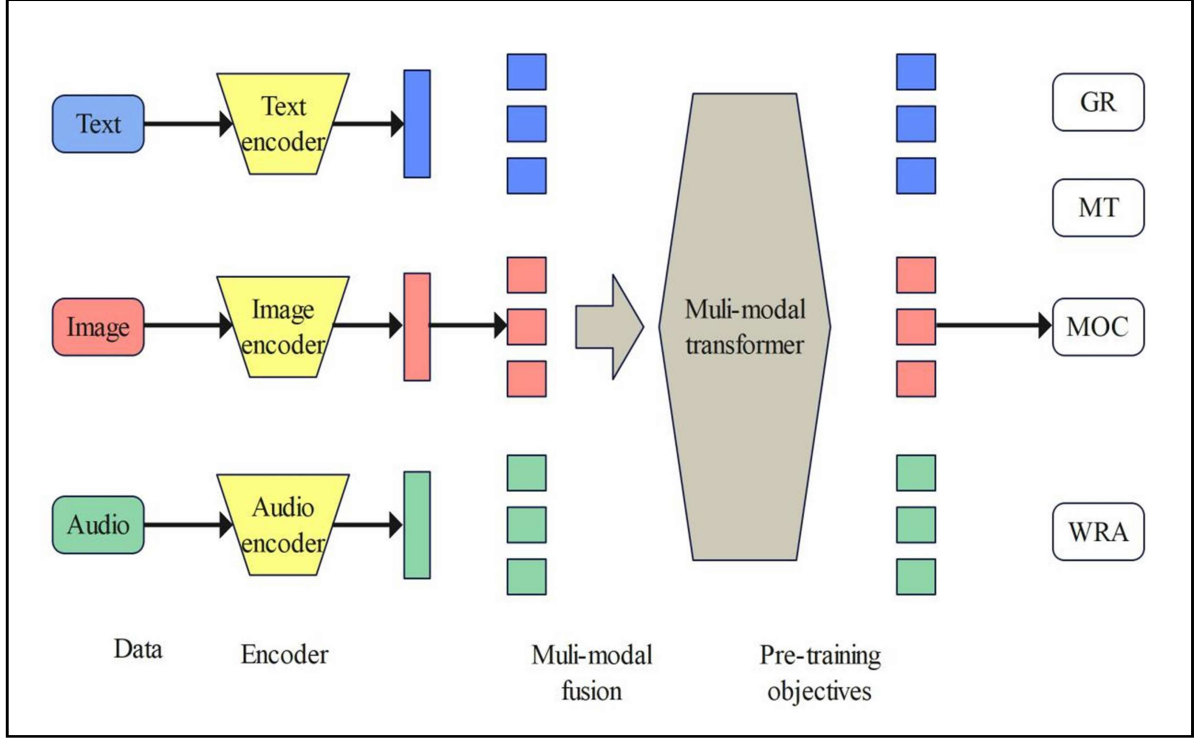 Text
Text
encoder
GR
MT
Image
Image
encoder
Muli-modal
transformer
MOC
Audio
Audio
encoder
WRA
Data
Encoder
Muli-modal
fusion
Pre-training
objectives